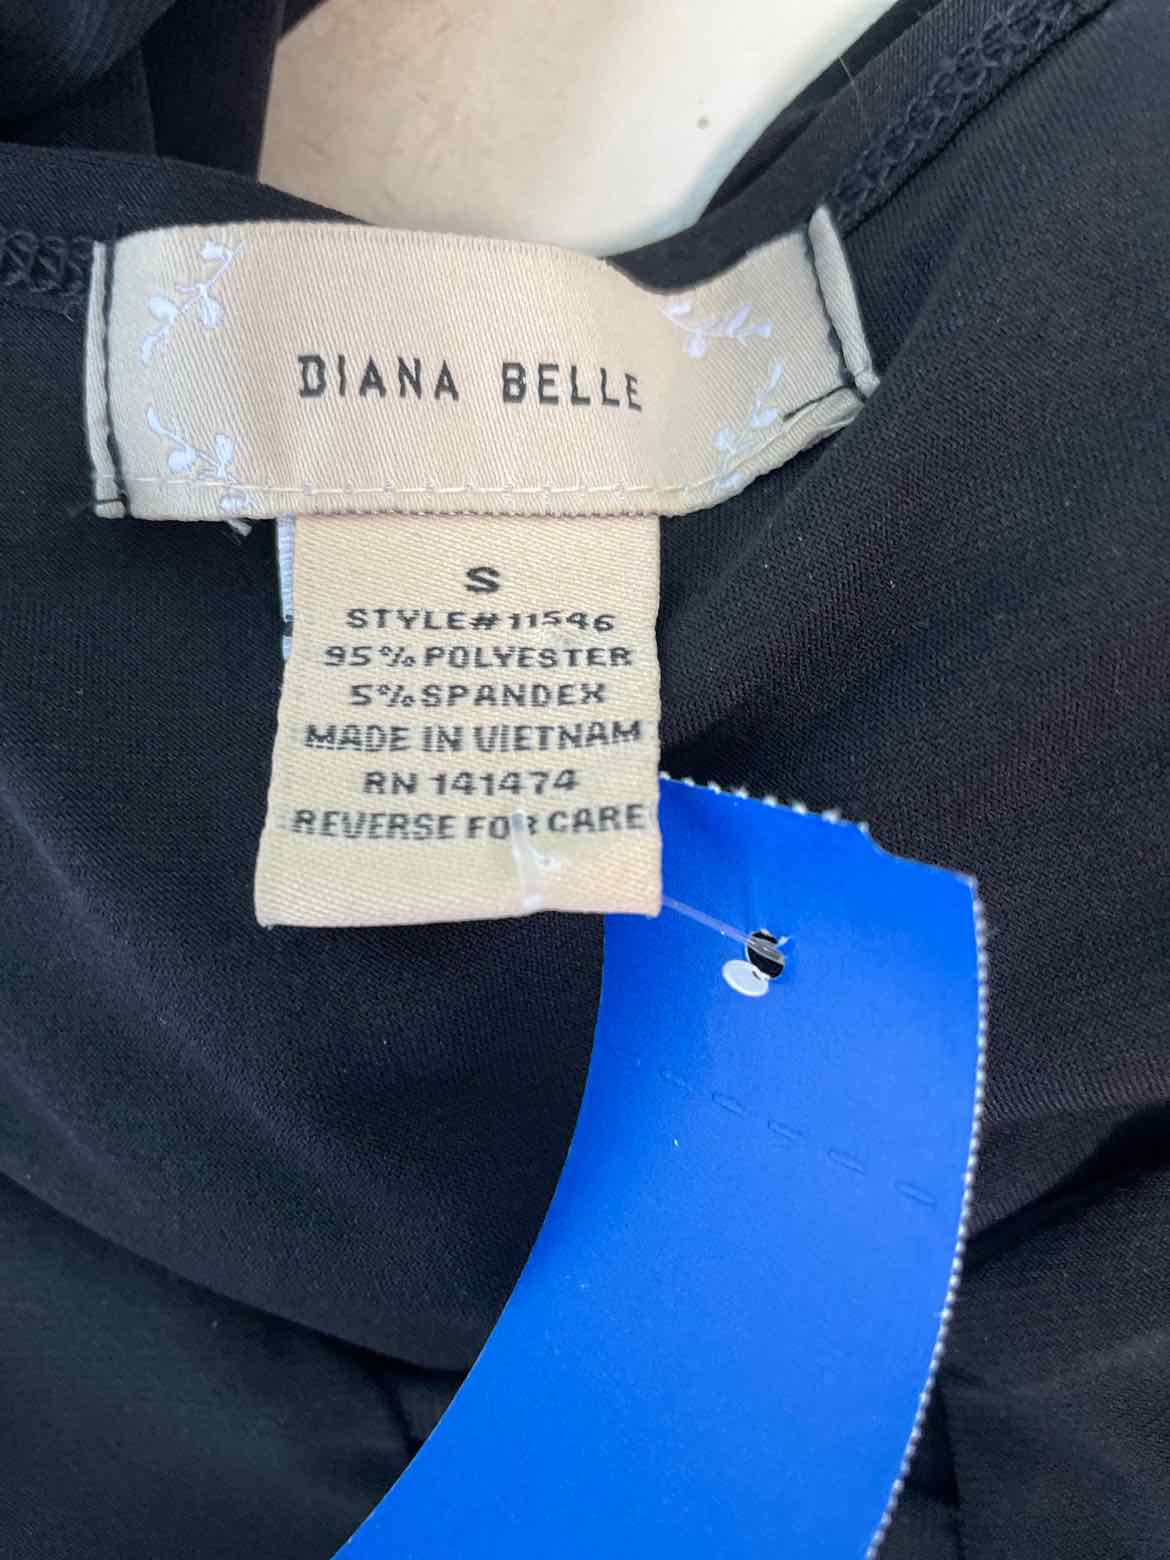 DIANA BELLE
S
STYLE#11546
95%POLYESTER
5%SPANDEX
MADE IN VIETNAM
RN 141474
REVERSE FOR CARE